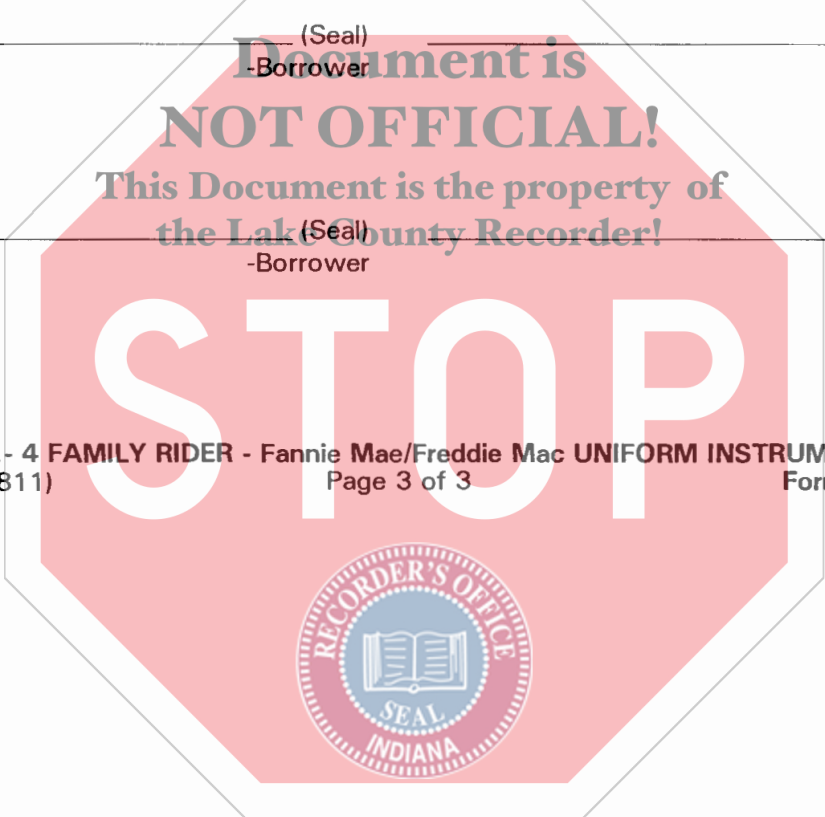 (Seal)
Document is
-Borrower
NOT OFFICIAL!
This Document is the property of
(Seal)
the Lake County Recorder!
-Borrower
STOP
- 4 FAMILY RIDER - Fannie Mae/Freddie Mac UNIFORM INSTRUM
811) Page 3 of 3 For
RECORDER'S OFFICE
SEAL
INDIANA